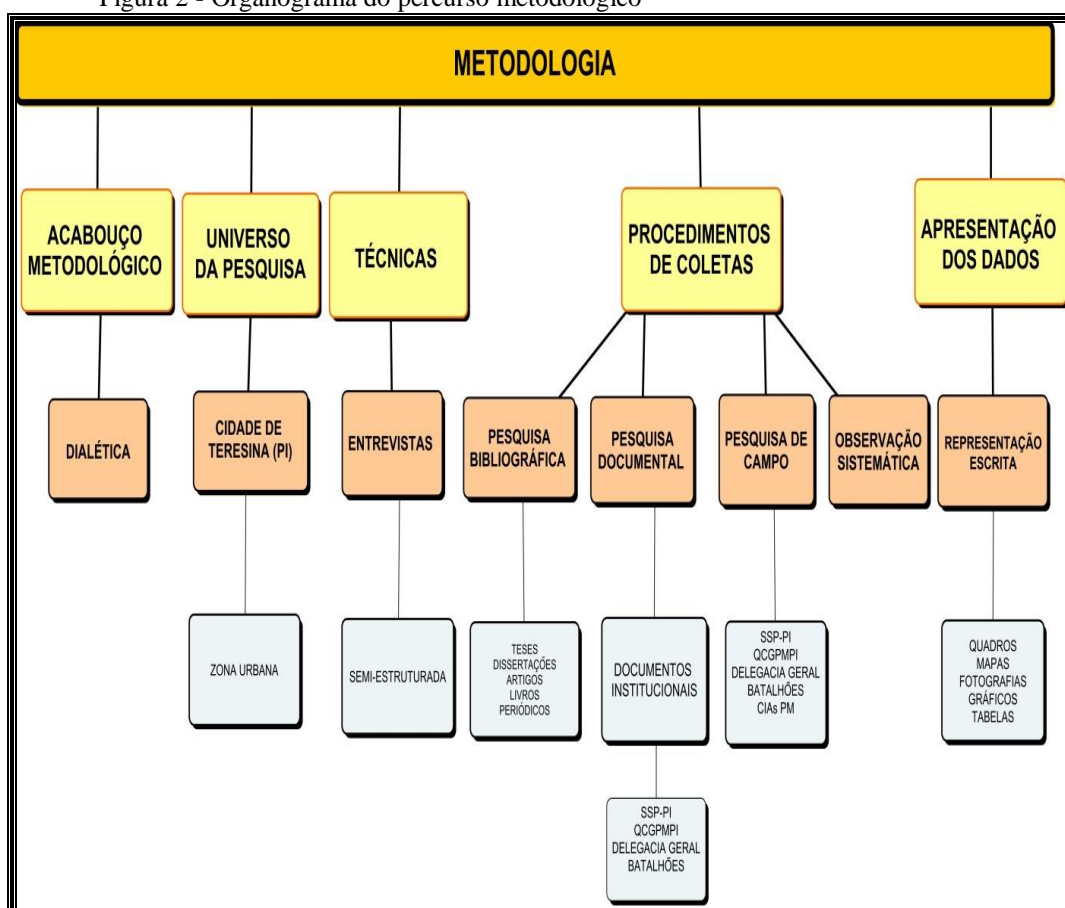 Figura 2 - Organograma do percurso metodológico
METODOLOGIA
ACABOUÇO
METODOLÓGICO
UNIVERSO
DA PESQUISA
TÉCNICAS
PROCEDIMENTOS
DE COLETAS
APRESENTAÇÃO
DOS DADOS
DIALÉTICA
CIDADE DE
TERESINA (PI)
ENTREVISTAS
PESQUISA
BIBLIOGRÁFICA
PESQUISA
DOCUMENTAL
PESQUISA DE
CAMPO
OBSERVAÇÃO
SISTEMÁTICA
REPRESENTAÇÃO
ESCRITA
ZONA URBANA
SEMI-ESTRUTURADA
TESES
DISSERTAÇÕES
ARTIGOS
LIVROS
PERIÓDICOS
DOCUMENTOS
INSTITUCIONAIS
SSP-PI
QCGPMPI
DELEGACIA GERAL
BATALHÕES
CIAs PM
QUADROS
MAPAS
FOTOGRAFIAS
GRÁFICOS
TABELAS
SSP-PI
QCGPMPI
DELEGACIA GERAL
BATALHÕES